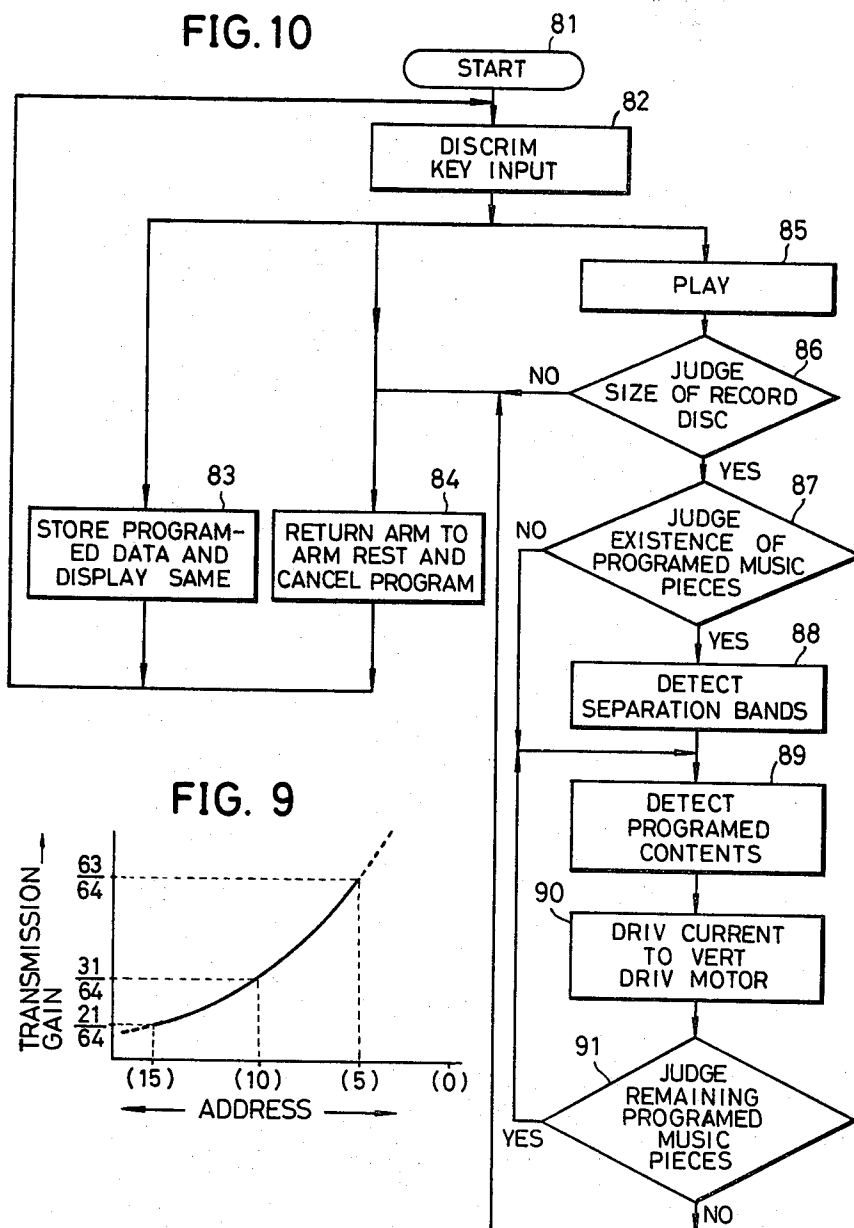 FIG. 10
81
START
82
DISCRIM
KEY INPUT
85
PLAY
86
JUDGE
SIZE OF RECORD
DISC
NO
YES
83
STORE PROGRAM-
ED DATA AND
DISPLAY SAME
84
RETURN ARM TO
ARM REST AND
CANCEL PROGRAM
87
JUDGE
EXISTENCE OF
PROGRAMED MUSIC
PIECES
NO
YES
88
DETECT
SEPARATION BANDS
89
DETECT
PROGRAMED
CONTENTS
90
DRIV CURRENT
TO VERT
DRIV MOTOR
91
JUDGE
REMAINING
PROGRAMED
MUSIC
PIECES
YES
NO
FIG. 9
TRANSMISSION
GAIN
63
64
31
64
21
64
(15) (10) (5) (0)
ADDRESS